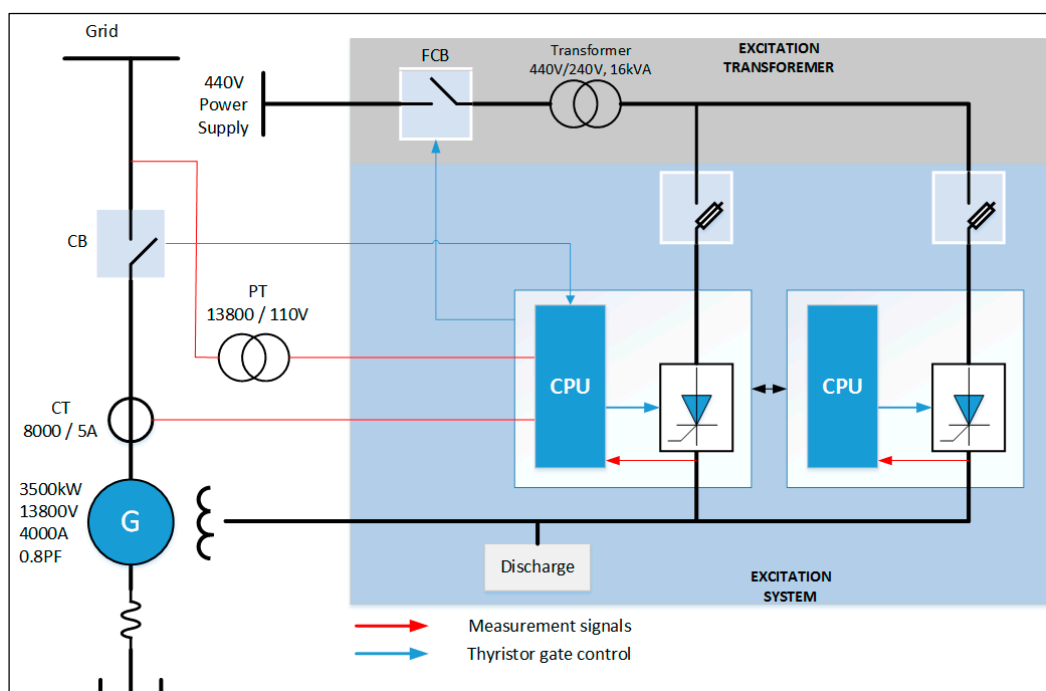 Grid
440V
Power
Supply
FCB
Transformer
440V/240V, 16kVA
EXCITATION
TRANSFOREMER
CB
PT
13800 / 110V
CT
8000 / 5A
3500kW
13800V
4000A
0.8PF
G
CPU
CPU
Discharge
EXCITATION
SYSTEM
Measurement signals
Thyristor gate control